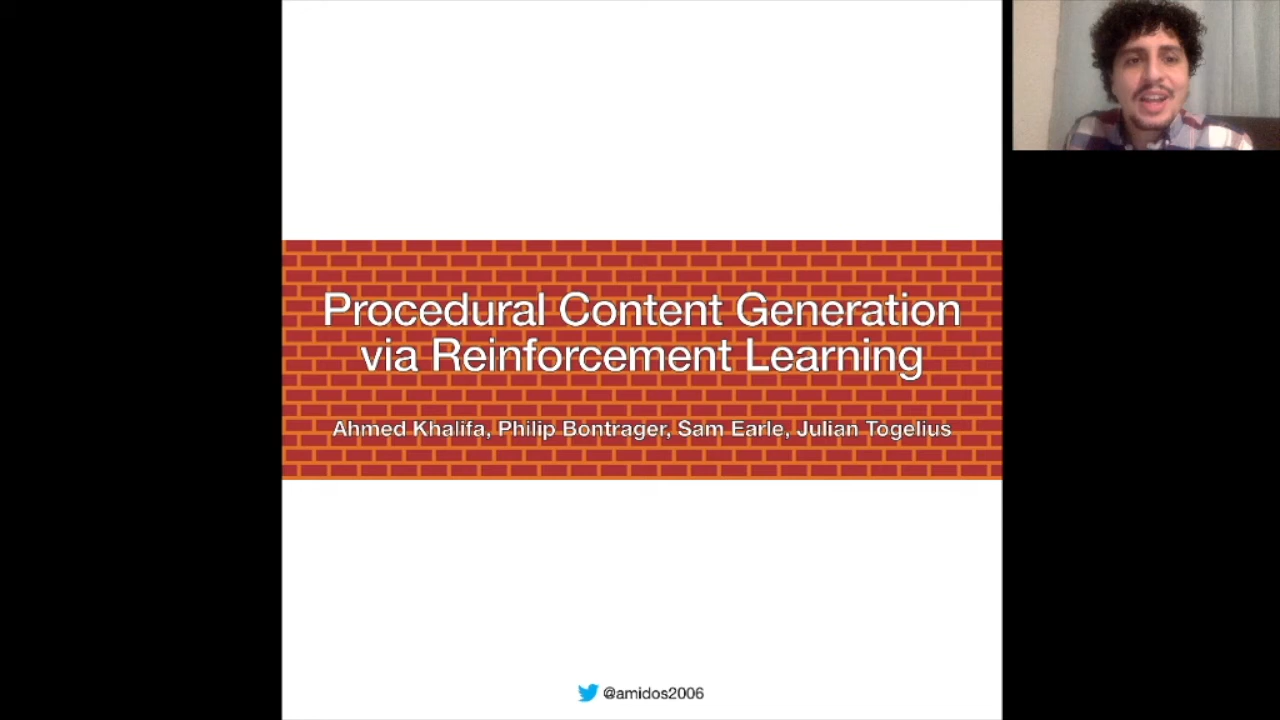 Procedural Content Generation
via Reinforcement Learning
Ahmed Khalifa, Philip Bontrager, Sam Earle, Julian Togelius
@amidos2006